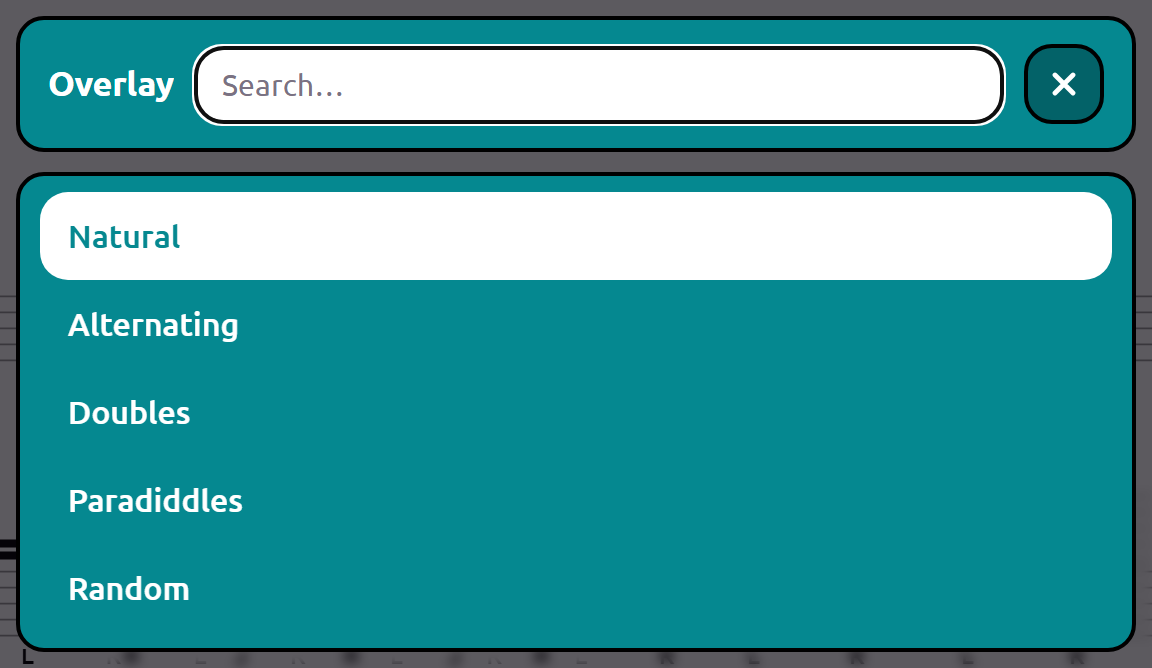 Overlay
Search...
Natural
Alternating
Doubles
Paradiddles
Random
L